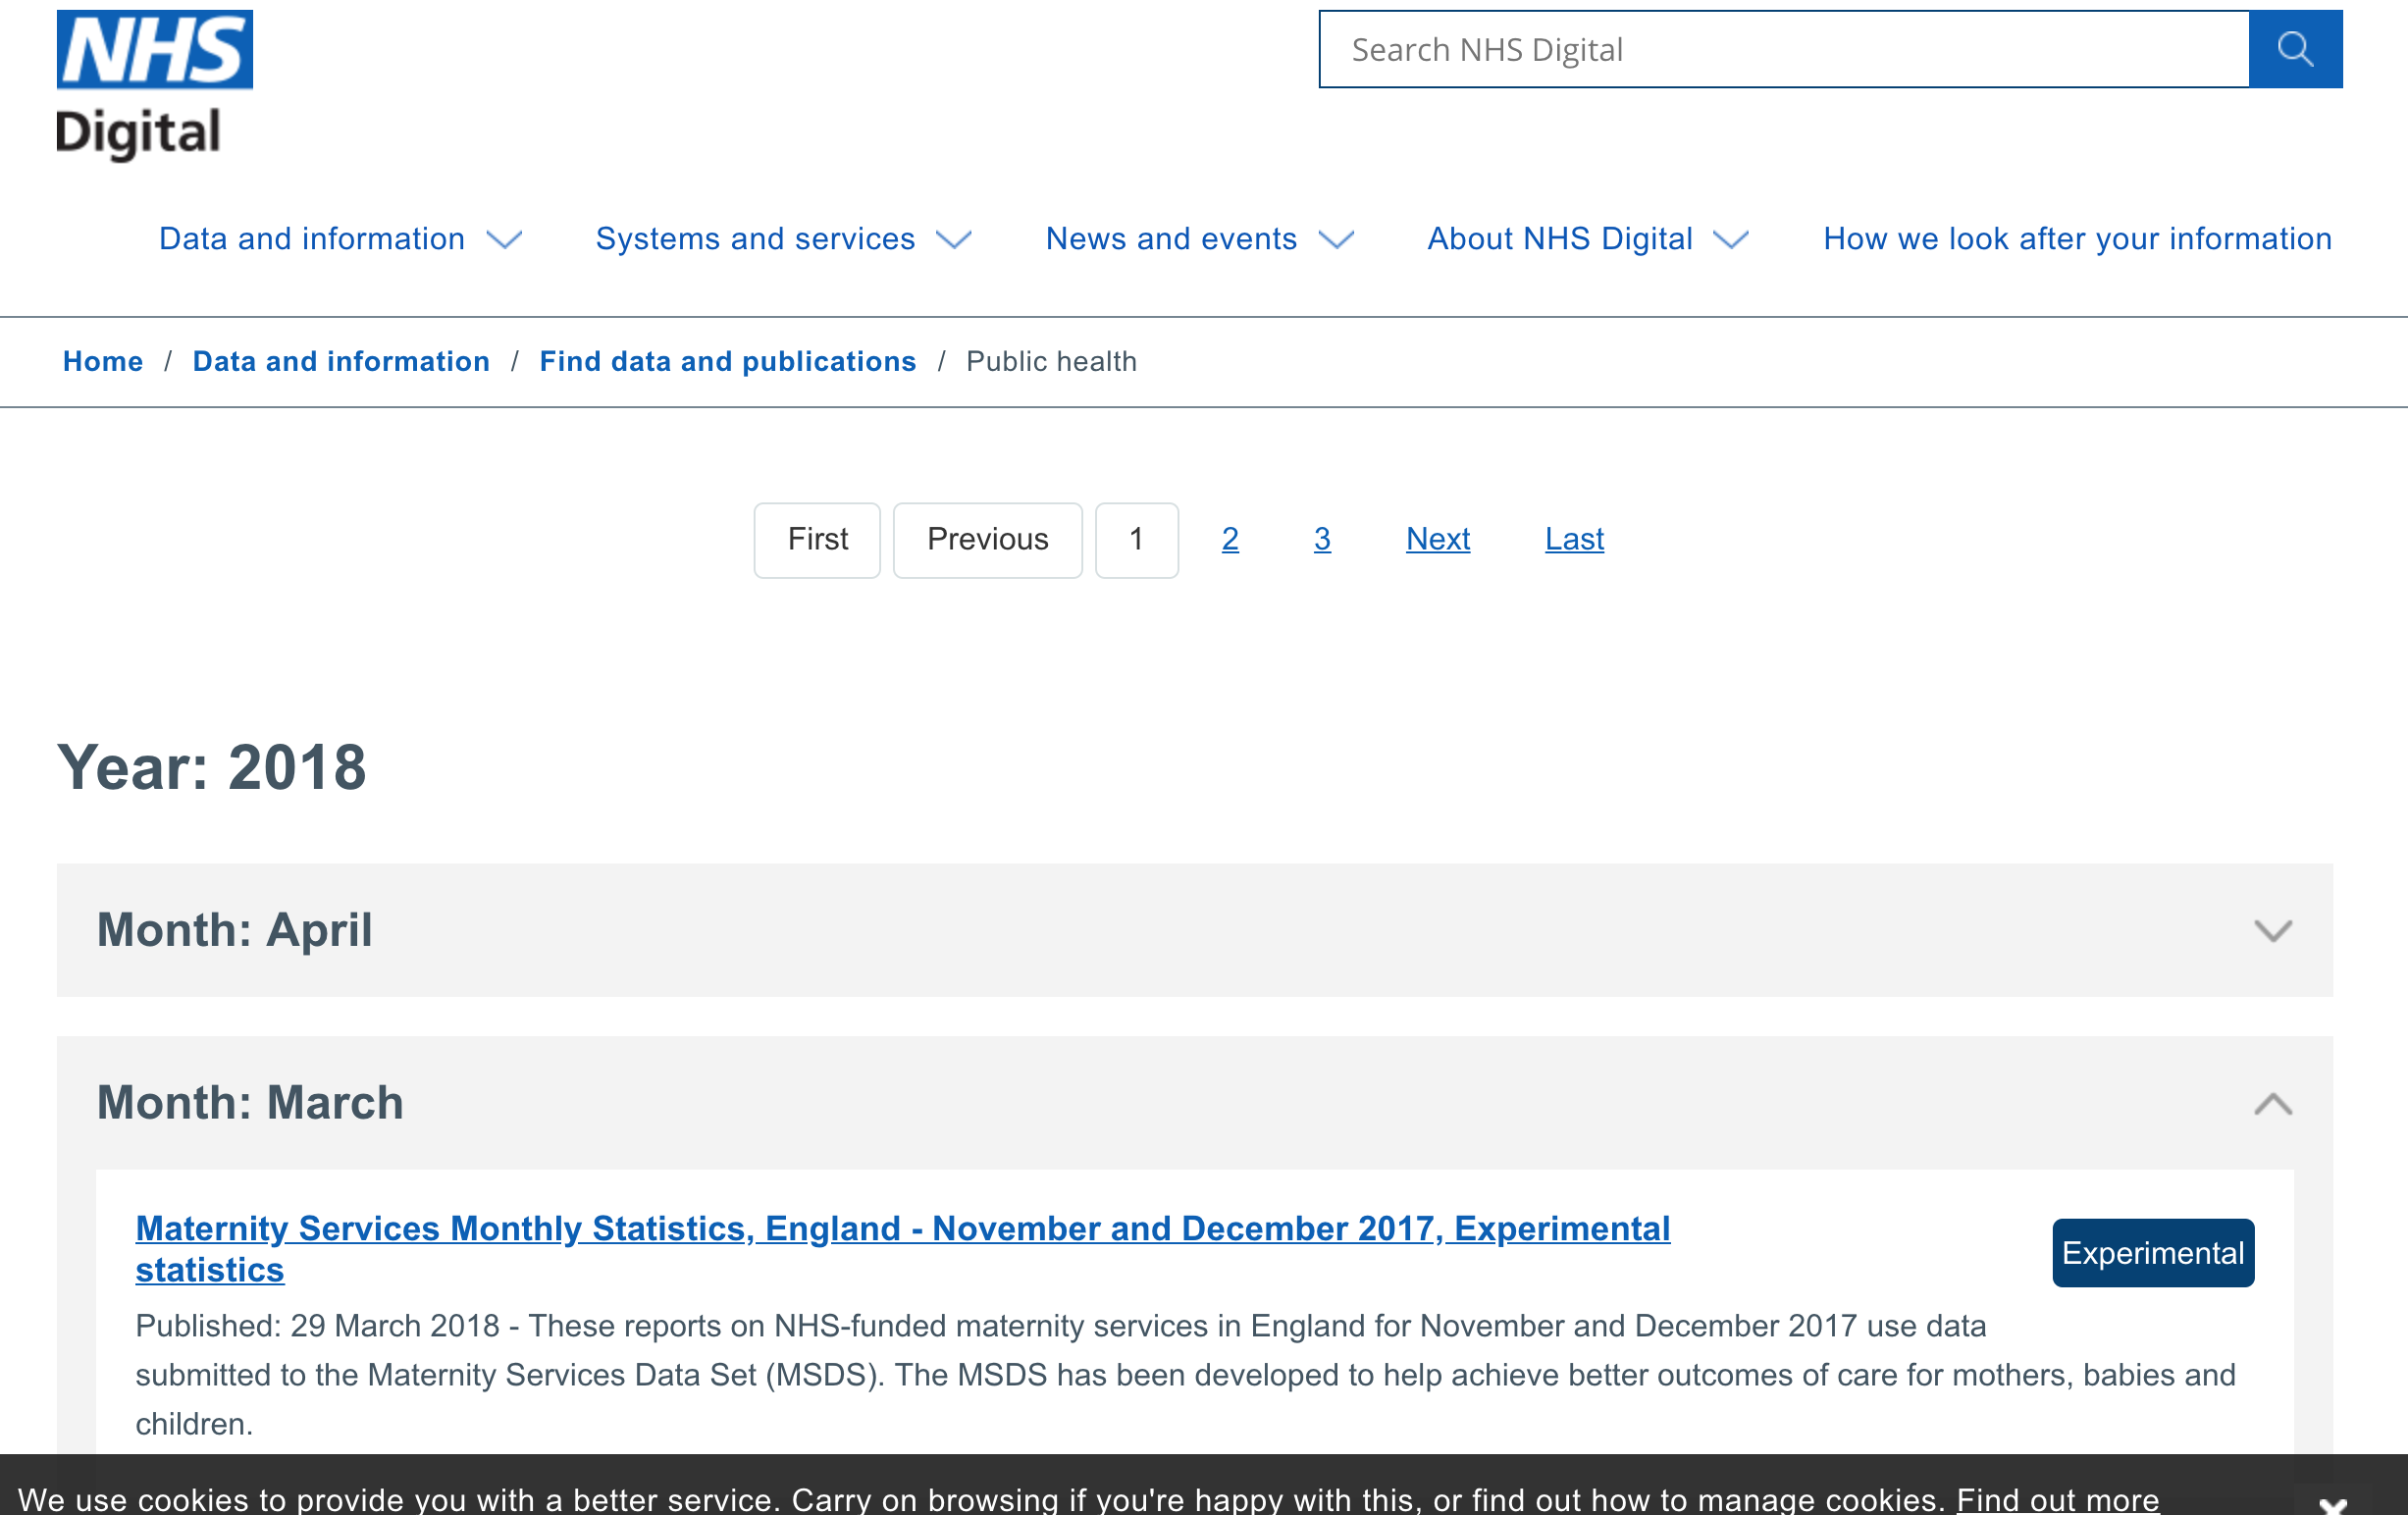 NHS
Digital
Search NHS Digital
Data and information
Systems and services
News and events
About NHS Digital
How we look after your information
Home / Data and information / Find data and publications / Public health
First Previous 1 2 3 Next Last
Year: 2018
Month: April
Month: March
Maternity Services Monthly Statistics, England - November and December 2017, Experimental
statistics
Experimental
Published: 29 March 2018 - These reports on NHS-funded maternity services in England for November and December 2017 use data
submitted to the Maternity Services Data Set (MSDS). The MSDS has been developed to help achieve better outcomes of care for mothers, babies and
children.
We use cookies to provide you with a better service. Carry on browsing if you're happy with this, or find out how to manage cookies. Find out more